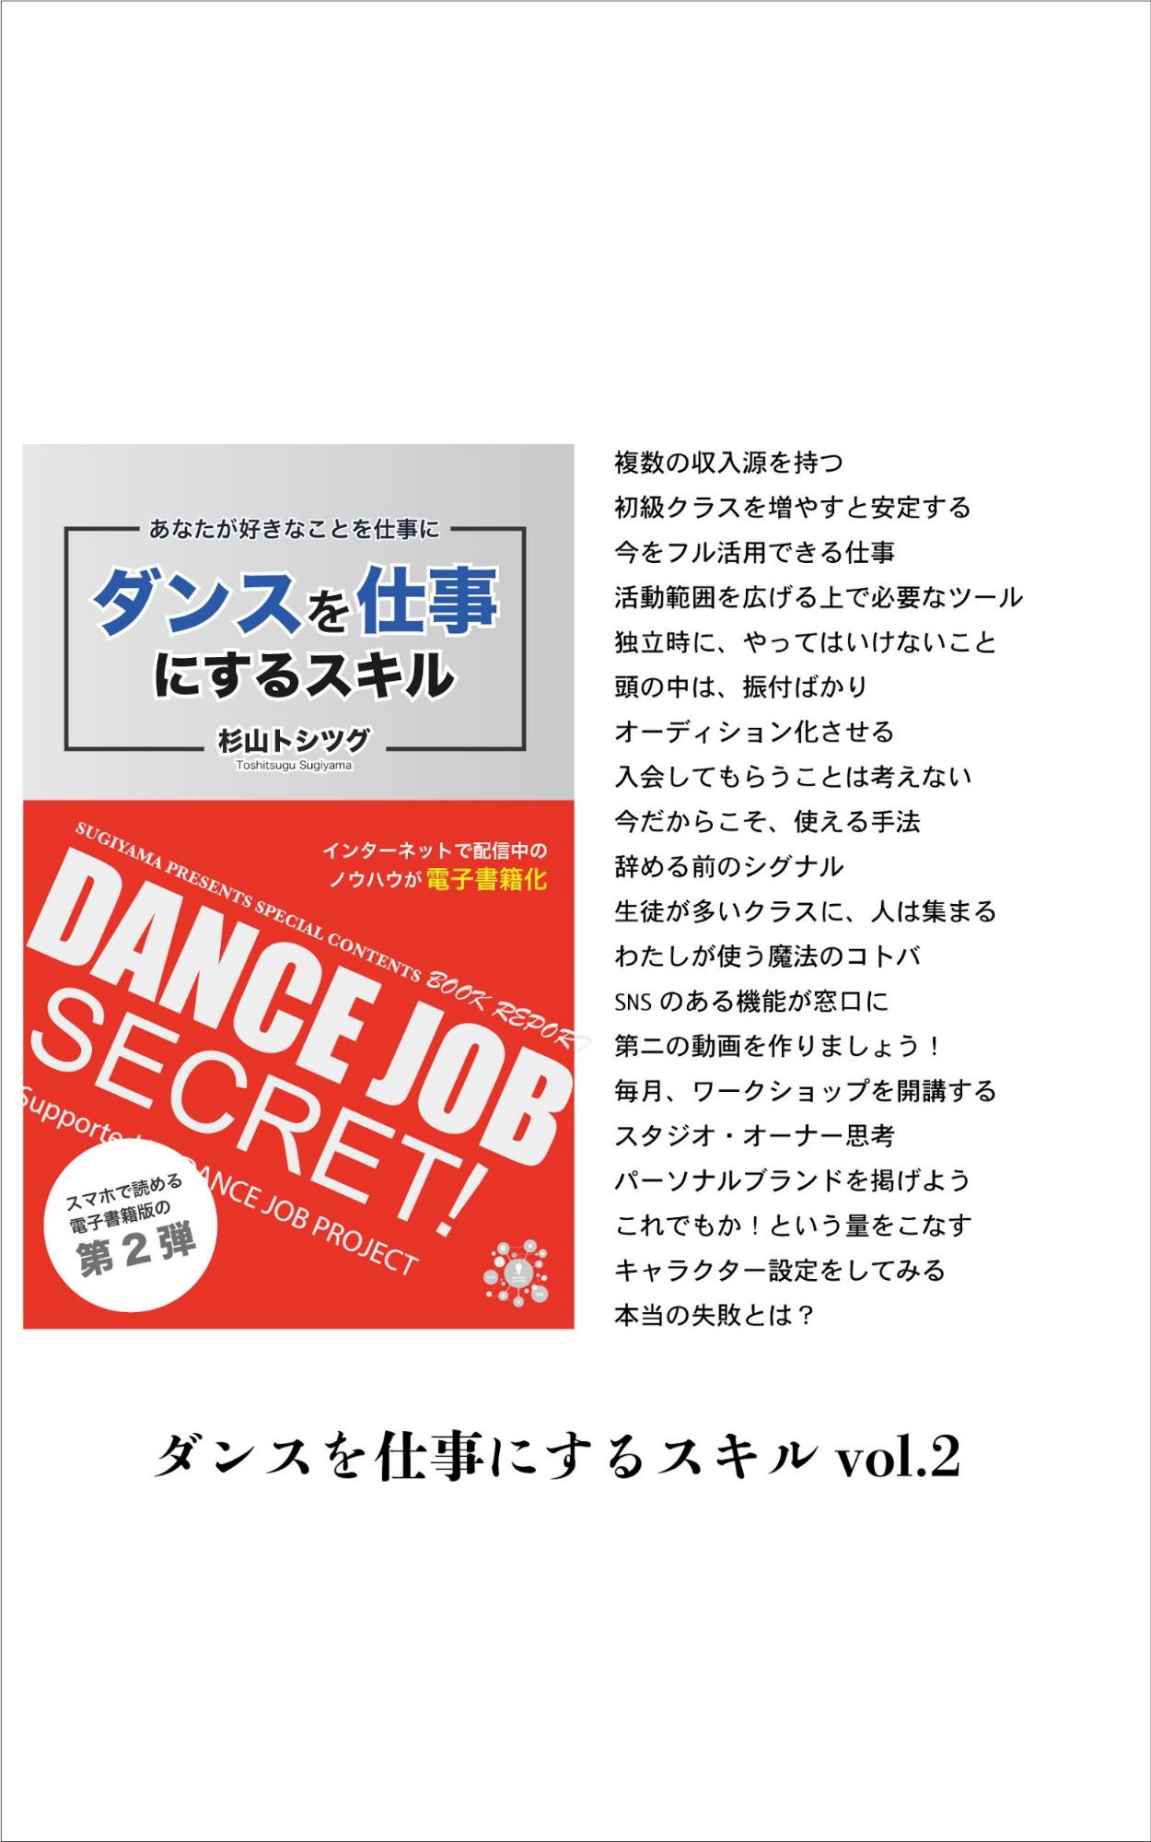 あなたが好きなことを仕事に
ダンスを仕事
にするスキル
杉山トシツグ
Toshitsugu Sugiyama
インターネットで配信中の
ノウハウが電子書籍化
SUGIYAMA PRESENTS SPECIAL CONTENTS BOOK REPORT
DANCE JOB
SECRET!
DANCE JOB PROJECT
スマホで読める
電子書籍版の
第2弾
複数の収入源を持つ
初級クラスを増やすと安定する
今をフル活用できる仕事
活動範囲を広げる上で必要なツール
独立時に、やってはいけないこと
頭の中は、振付ばかり
オーディション化させる
入会してもらうことは考えない
今だからこそ、使える手法
辞める前のシグナル
生徒が多いクラスに、人は集まる
わたしが使う魔法のコトバ
SNS のある機能が窓口に
第二の動画を作りましょう！
毎月、ワークショップを開講する
スタジオ・オーナー思考
パーソナルブランドを掲げよう
これでもか！という量をこなす
キャラクター設定をしてみる
本当の失敗とは？
ダンスを仕事にするスキル vol.2